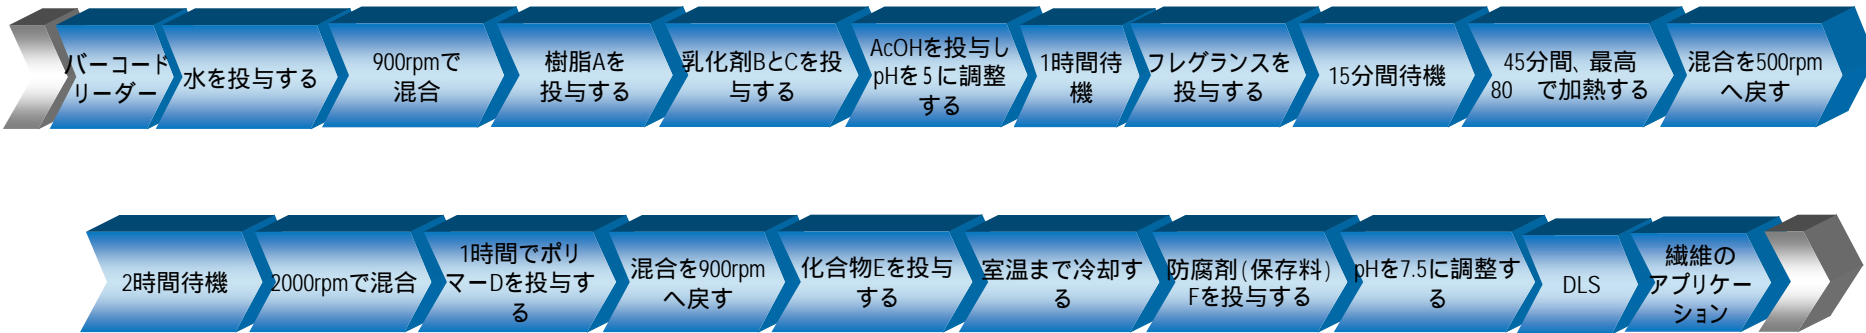 バーコード
リーダー
水を投与する
900rpmで
混合
樹脂Aを
投与する
乳化剤BとCを投
与する
AcOHを投与し
pHを5に調整
する
1時間待
機
フレグランスを
投与する
15分間待機
45分間、最高
80　で加熱する
混合を500rpm
へ戻す
2時間待機
2000rpmで混合
1時間でポリ
マーDを投与す
る
混合を900rpm
へ戻す
化合物Eを投与
する
室温まで冷却す
る
防腐剤(保存料)
Fを投与する
pHを7.5に調整す
る
DLS
繊維の
アプリケー
ション